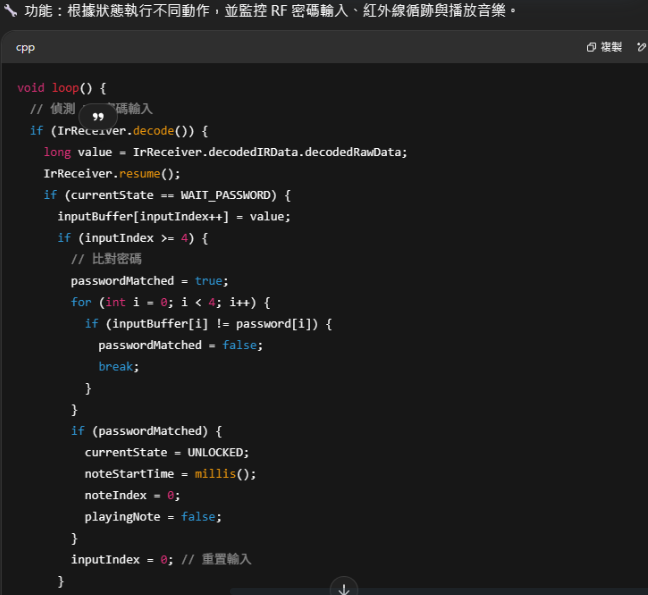 🔧 功能：根據狀態執行不同動作，並監控 RF 密碼輸入、紅外線循跡與播放音樂。
cpp 複製
void loop() {
  // 偵測 密碼輸入
  if (IrReceiver.decode()) {
    long value = IrReceiver.decodedIRData.decodedRawData;
    IrReceiver.resume();
    if (currentState == WAIT_PASSWORD) {
      inputBuffer[inputIndex++] = value;
      if (inputIndex >= 4) {
        // 比對密碼
        passwordMatched = true;
        for (int i = 0; i < 4; i++) {
          if (inputBuffer[i] != password[i]) {
            passwordMatched = false;
            break;
          }
        }
        if (passwordMatched) {
          currentState = UNLOCKED;
          noteStartTime = millis();
          noteIndex = 0;
          playingNote = false;
        }
        inputIndex = 0; // 重置輸入
      }